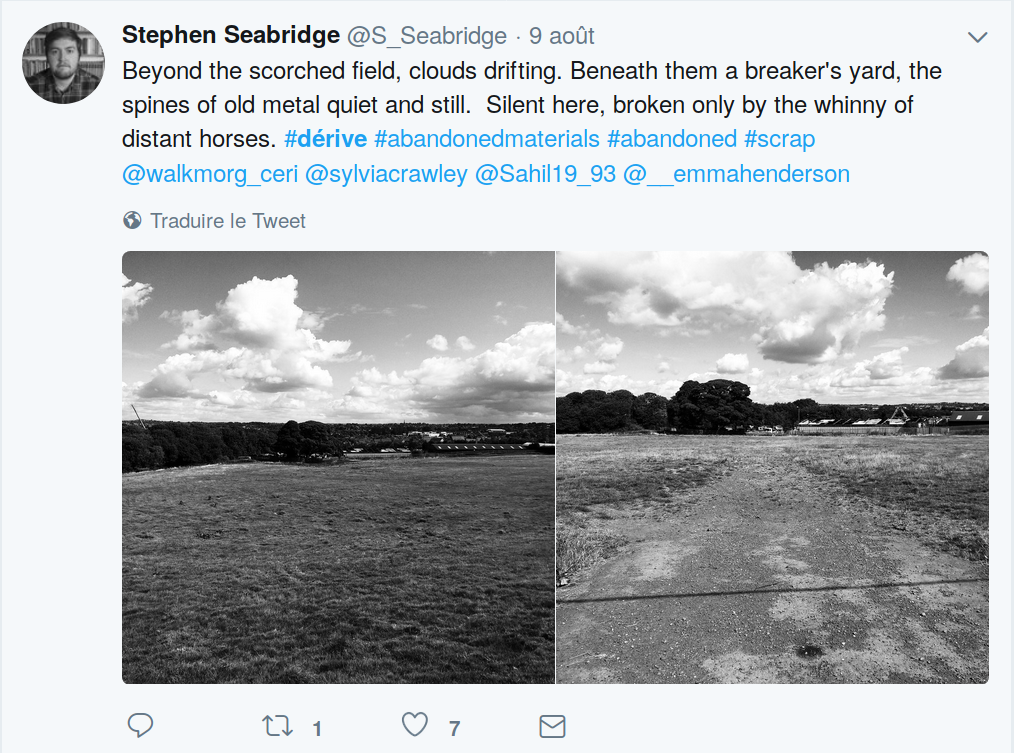 Stephen Seabridge @S_Seabridge · 9 août
Beyond the scorched field, clouds drifting. Beneath them a breaker's yard, the
spines of old metal quiet and still.  Silent here, broken only by the whinny of
distant horses. #dérive #abandonedmaterials #abandoned #scrap
@walkmorg_ceri @sylviacrawley @Sahil19_93 @__emmahenderson
Traduire le Tweet
1 7